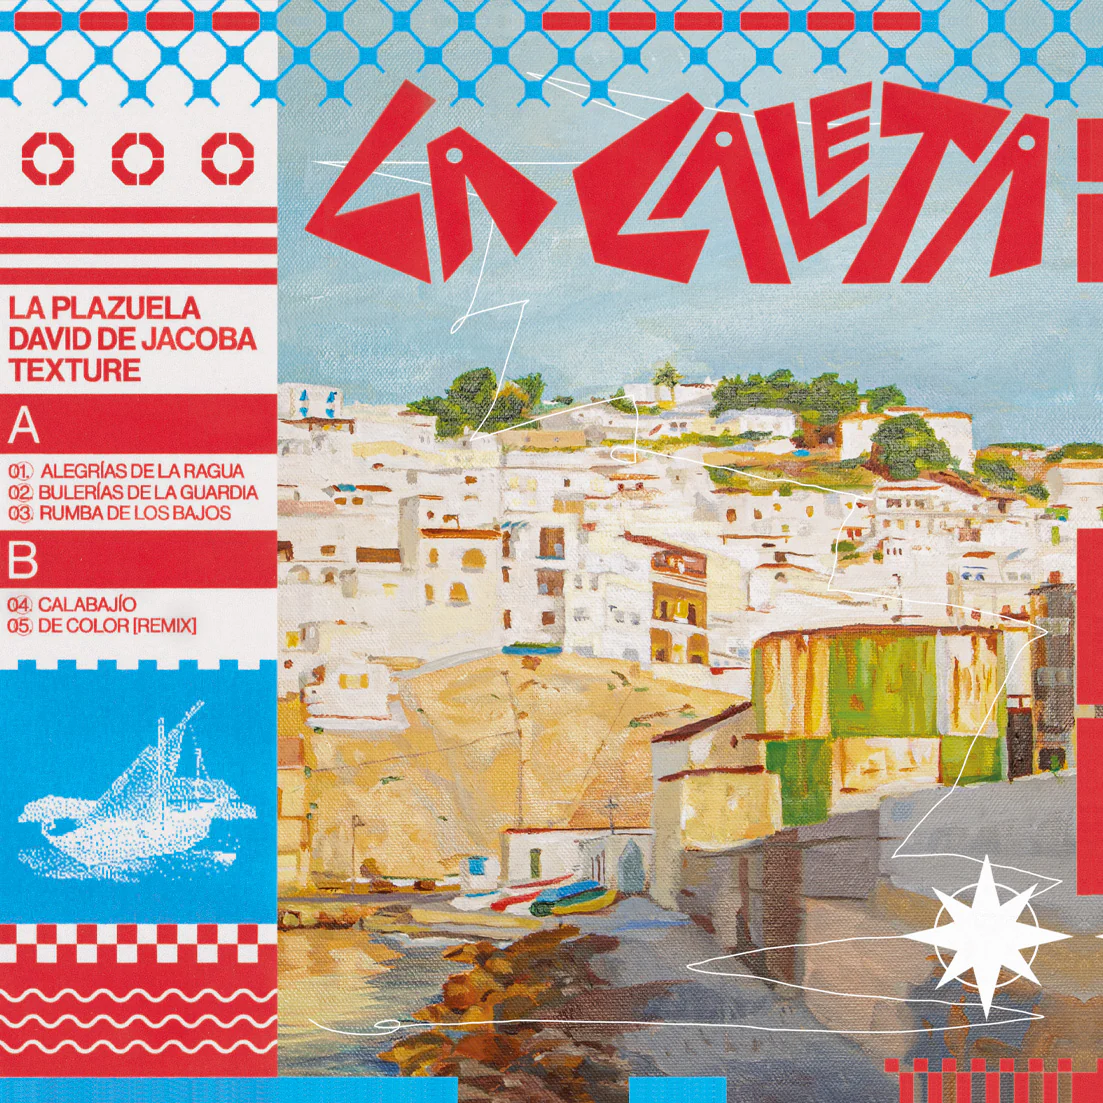 LA CALETA
LA PLAZUELA
DAVID DE JACOBA
TEXTURE
A
01. ALEGRÍAS DE LA RAGUA
02. BULERÍAS DE LA GUARDIA
03. RUMBA DE LOS BAJOS
B
04. CALABAJÍO
05. DE COLOR [REMIX]